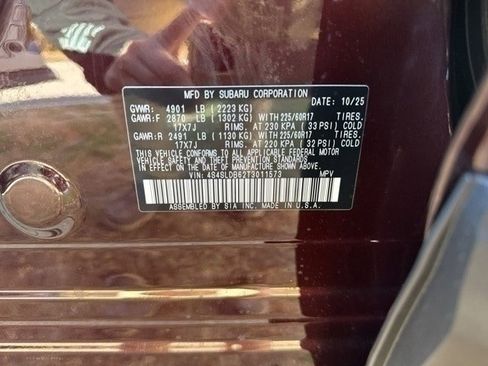 MFD BY SUBARU CORPORATION DATE: 10/25
GVWR: 4901 LB (2223 KG)
GAWR:F 2870 LB (1302 KG) WITH 225/60R17 TIRES.
17X7J RIMS. AT 230 KPA (33 PSI) COLD
GAWR:R 2491 LB (1130 KG) WITH 225/60R17 TIRES.
17X7J RIMS. AT 220 KPA (32 PSI) COLD
THIS VEHICLE CONFORMS TO ALL APPLICABLE FEDERAL MOTOR
VEHICLE SAFETY, BUMPER AND THEFT PREVENTION STANDARDS
IN EFFECT ON THE DATE OF MANUFACTURE SHOWN ABOVE.
VIN: 4S4SLDB62T3011573 MPV
ASSEMBLED BY SIA INC. MADE IN U.S.A.